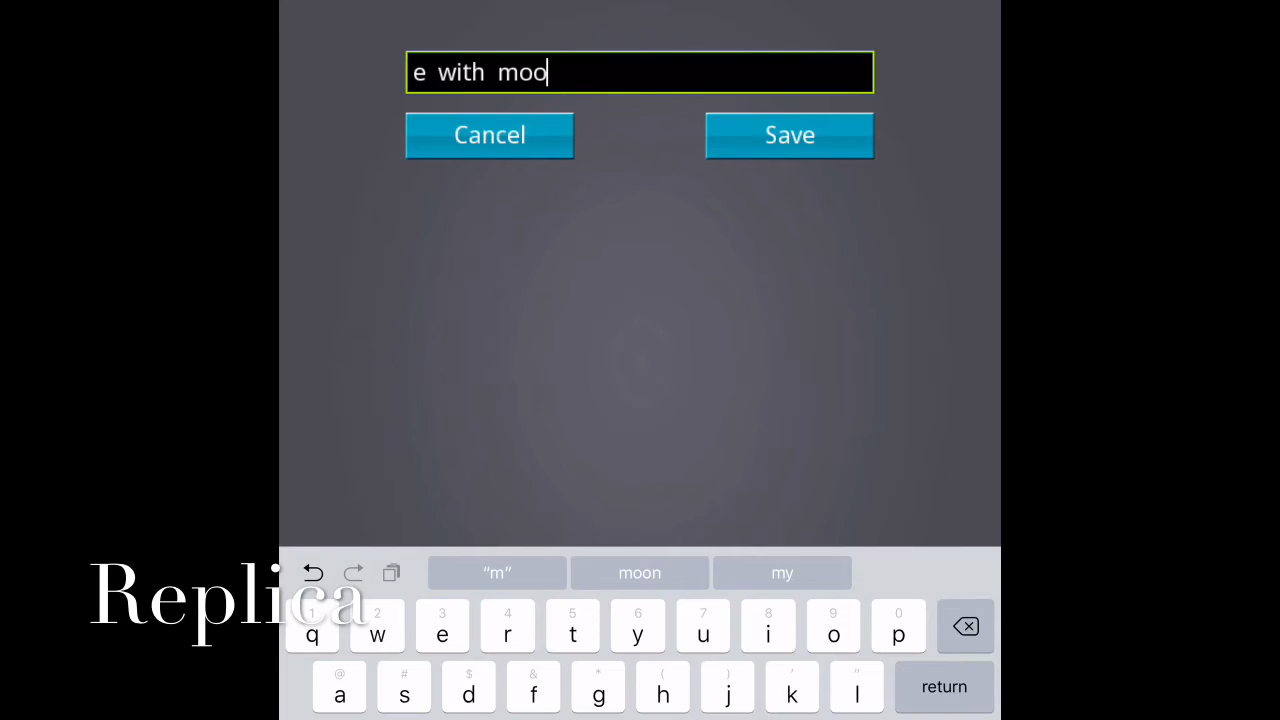 e with moo
Cancel Save
“m” moon my
Replica
1 2 3 4 5 6 7 8 9 0
q w e r t y u i o p
@ # $ & * ( ) ' "
a s d f g h j k l return